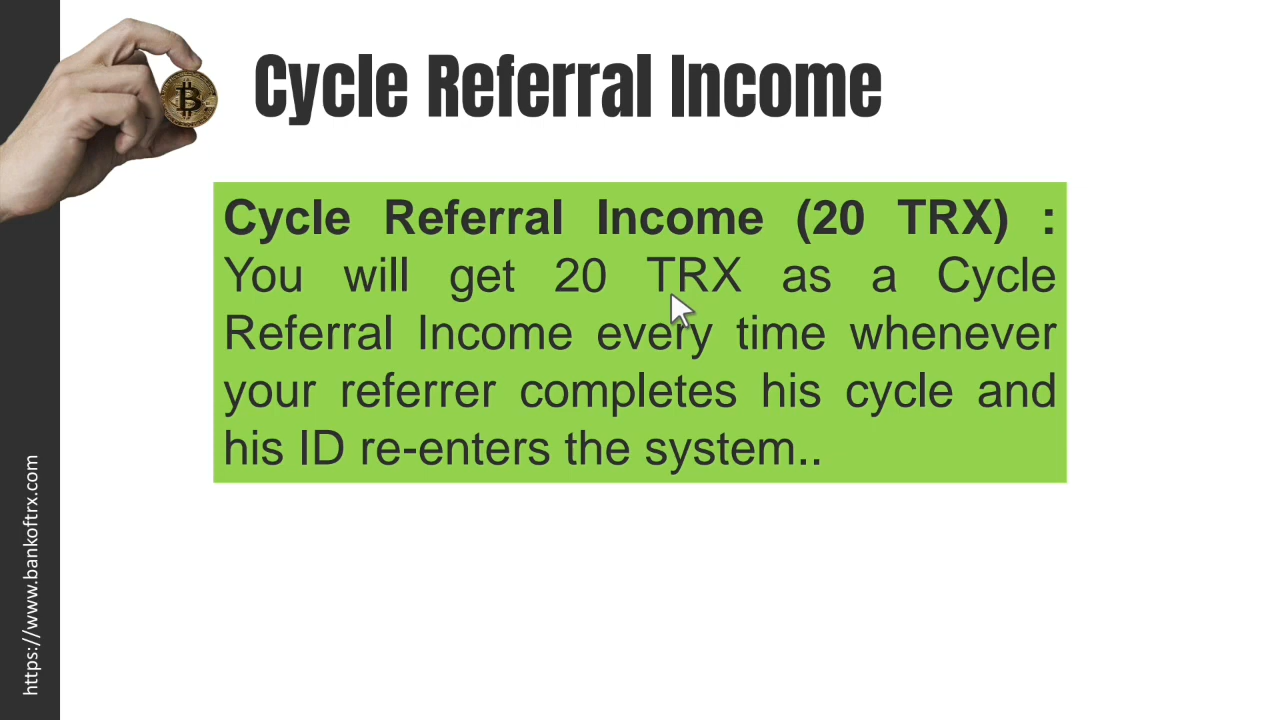 Cycle Referral Income
Cycle Referral Income (20 TRX) :
You will get 20 TRX as a Cycle
Referral Income every time whenever
your referrer completes his cycle and
his ID re-enters the system..
https://www.bankoftrx.com